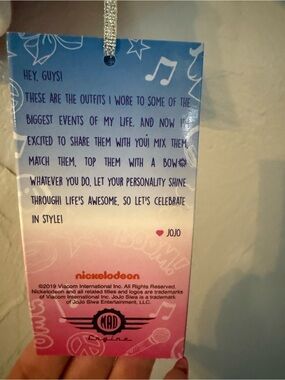 HEY, GUYS!
THESE ARE THE OUTFITS I WORE TO SOME OF THE
BIGGEST EVENTS OF MY LIFE. AND NOW I'M
EXCITED TO SHARE THEM WITH YOU! MIX THEM,
MATCH THEM, TOP THEM WITH A BOW
WHATEVER YOU DO, LET YOUR PERSONALITY SHINE
THROUGH! LIFE'S AWESOME, SO LET'S CELEBRATE
IN STYLE!
JOJO
nickelodeon
©2019 Viacom International Inc. All Rights Reserved.
Nickelodeon and all related titles and logos are trademarks
of Viacom International Inc. JoJo Siwa is a trademark
of JoJo Siwa Entertainment, LLC.
MAD
Engine